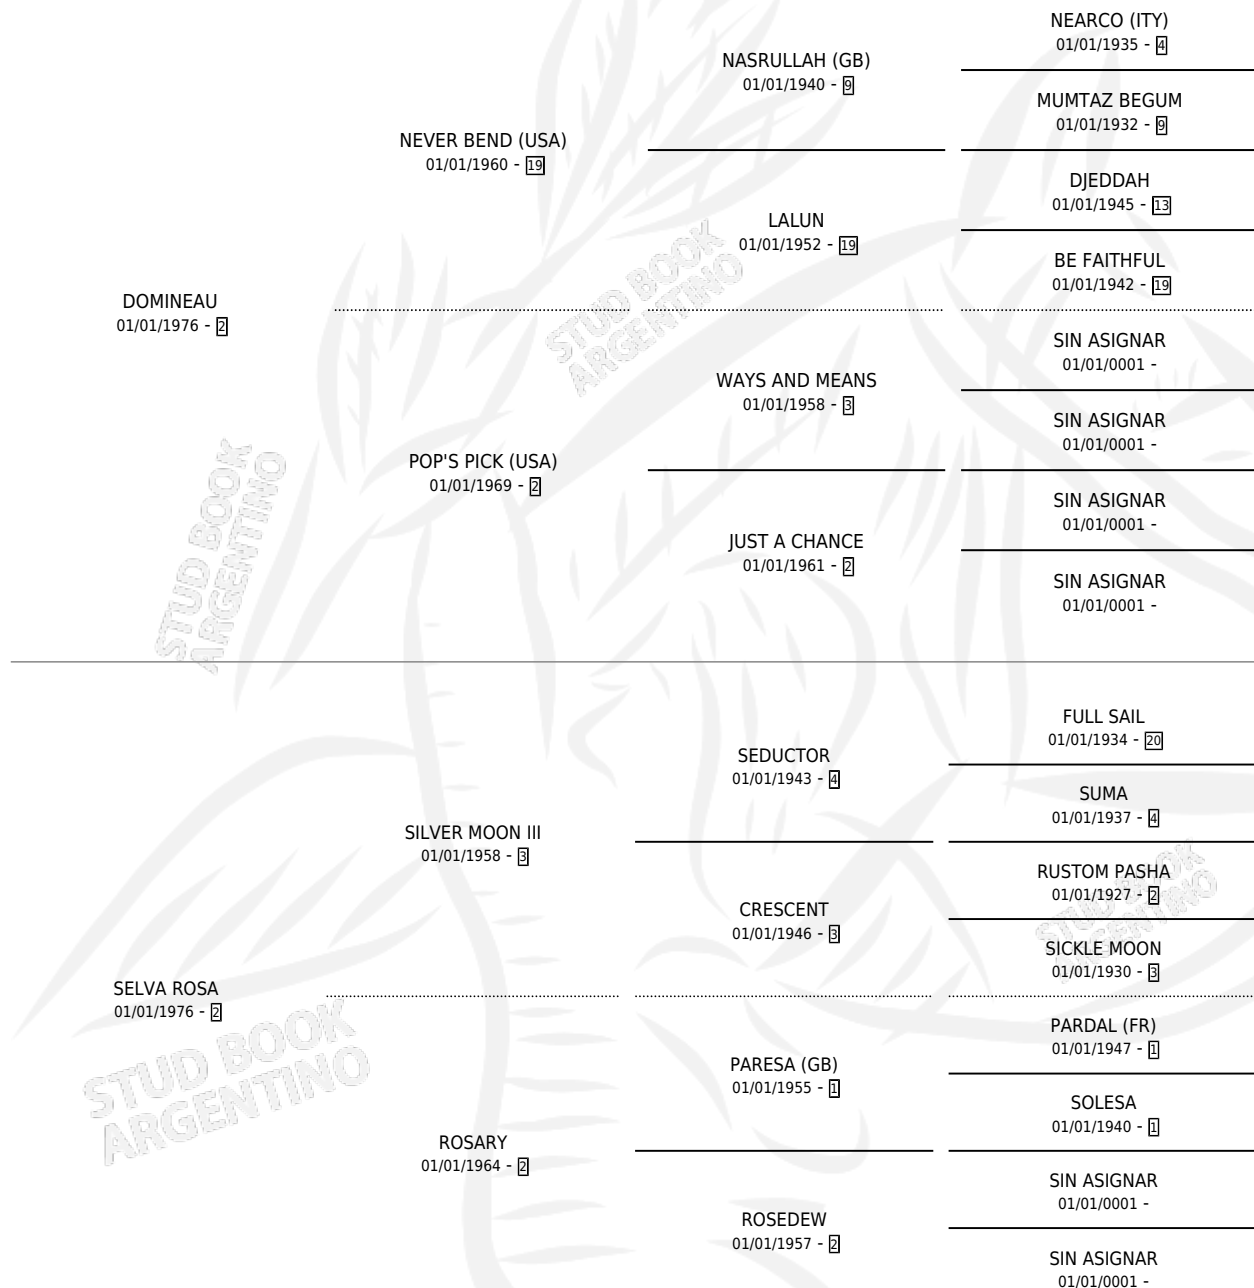 NEARCO (ITY)
01/01/1935 - 4
NASRULLAH (GB)
01/01/1940 - 9
MUMTAZ BEGUM
01/01/1932 - 9
NEVER BEND (USA)
01/01/1960 - 19
DJEDDAH
01/01/1945 - 13
LALUN
01/01/1952 - 19
BE FAITHFUL
01/01/1942 - 19
DOMINEAU
01/01/1976 - 2
STUD BOOK
ARGENTINO
SIN ASIGNAR
01/01/0001 -
WAYS AND MEANS
01/01/1958 - 3
SIN ASIGNAR
01/01/0001 -
POP'S PICK (USA)
01/01/1969 - 2
SIN ASIGNAR
01/01/0001 -
JUST A CHANCE
01/01/1961 - 2
SIN ASIGNAR
01/01/0001 -
STUD BOOK
ARGENTINO
FULL SAIL
01/01/1934 - 20
SEDUCTOR
01/01/1943 - 4
SUMA
01/01/1937 - 4
SILVER MOON III
01/01/1958 - 3
RUSTOM PASHA
01/01/1927 - 2
CRESCENT
01/01/1946 - 3
STUD BOOK
ARGENTINO
SICKLE MOON
01/01/1930 - 3
SELVA ROSA
01/01/1976 - 2
STUD BOOK
ARGENTINO
PARDAL (FR)
01/01/1947 - 1
PARESA (GB)
01/01/1955 - 1
SOLESA
01/01/1940 - 1
ROSARY
01/01/1964 - 2
SIN ASIGNAR
01/01/0001 -
ROSEDEW
01/01/1957 - 2
SIN ASIGNAR
01/01/0001 -